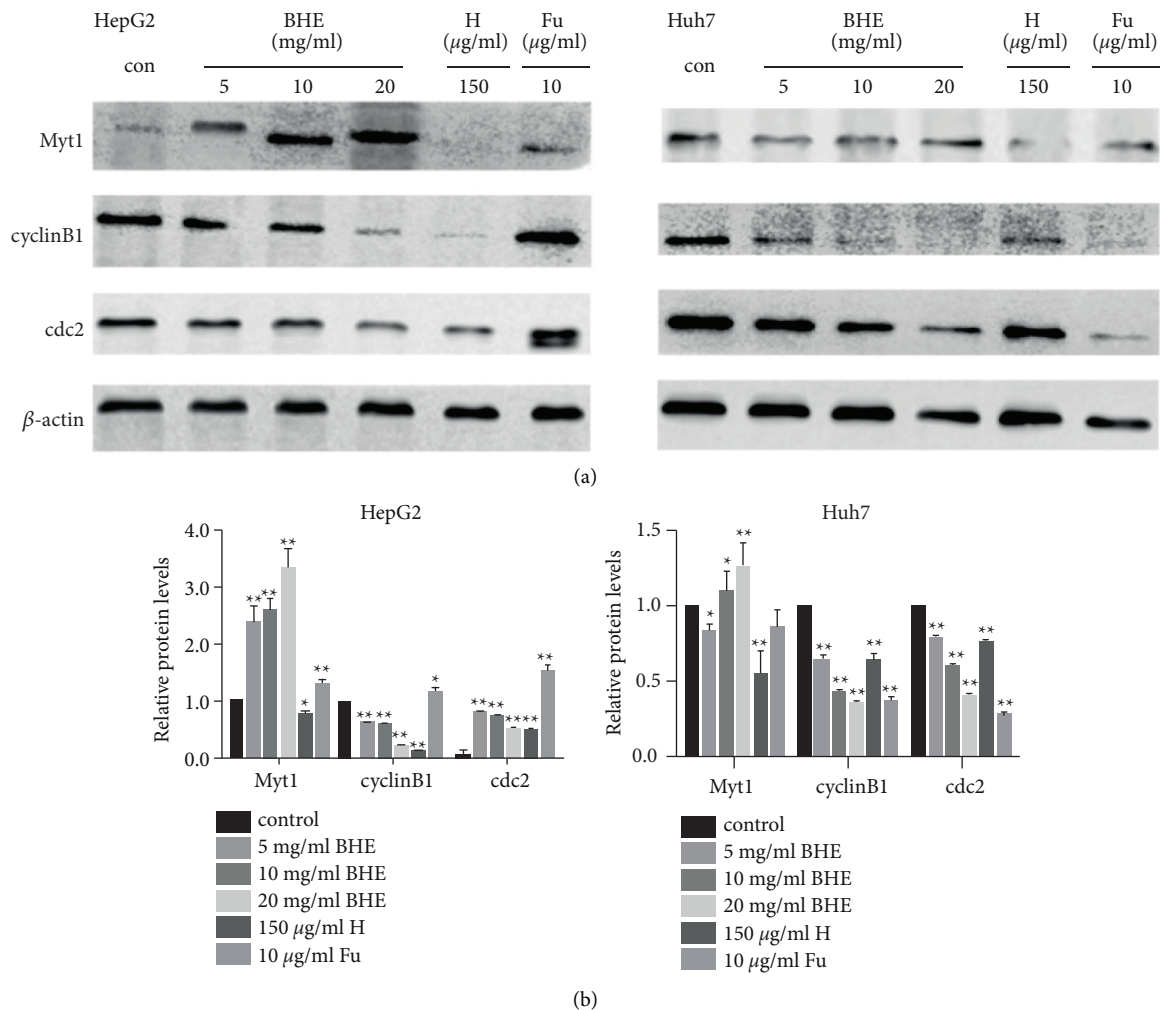 HepG2 BHE H Fu
(mg/ml) (μg/ml) (μg/ml)
con
5 10 20 150 10
Myt1
cyclinB1
cdc2
β-actin
Huh7 BHE H Fu
(mg/ml) (μg/ml) (μg/ml)
con
5 10 20 150 10
(a)
HepG2
Relative protein levels
4.0
3.0
2.0
1.0
0.0
** ** ** * **
** ** ** ** *
** ** ** ** **
Myt1 cyclinB1 cdc2
control
5 mg/ml BHE
10 mg/ml BHE
20 mg/ml BHE
150 μg/ml H
10 μg/ml Fu
Huh7
Relative protein levels
1.5
1.0
0.5
0.0
* * ** **
** ** ** ** **
** ** ** ** **
Myt1 cyclinB1 cdc2
control
5 mg/ml BHE
10 mg/ml BHE
20 mg/ml BHE
150 μg/ml H
10 μg/ml Fu
(b)